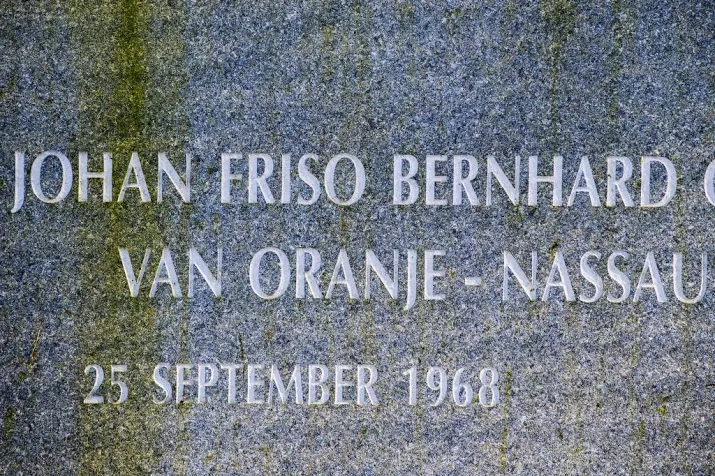 JOHAN FRISO BERNHARD
VAN ORANJE - NASSAU
25 SEPTEMBER 1968